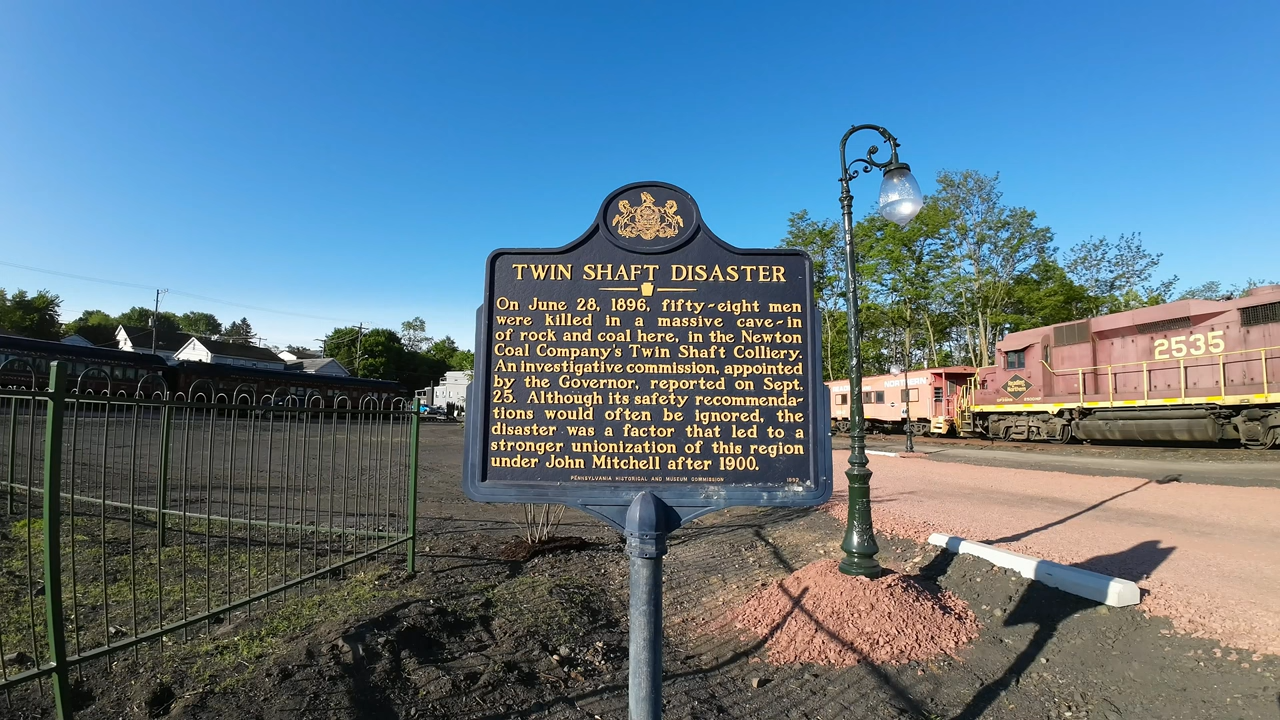 TWIN SHAFT DISASTER
On June 28, 1896, fifty-eight men
were killed in a massive cave-in
of rock and coal here, in the Newton
Coal Company's Twin Shaft Colliery.
An investigative commission, appointed
by the Governor, reported on Sept.
25. Although its safety recommenda-
tions would often be ignored, the
disaster was a factor that led to a
stronger unionization of this region
under John Mitchell after 1900.
PENNSYLVANIA HISTORICAL AND MUSEUM COMMISSION 1992
2535
NORTHERN